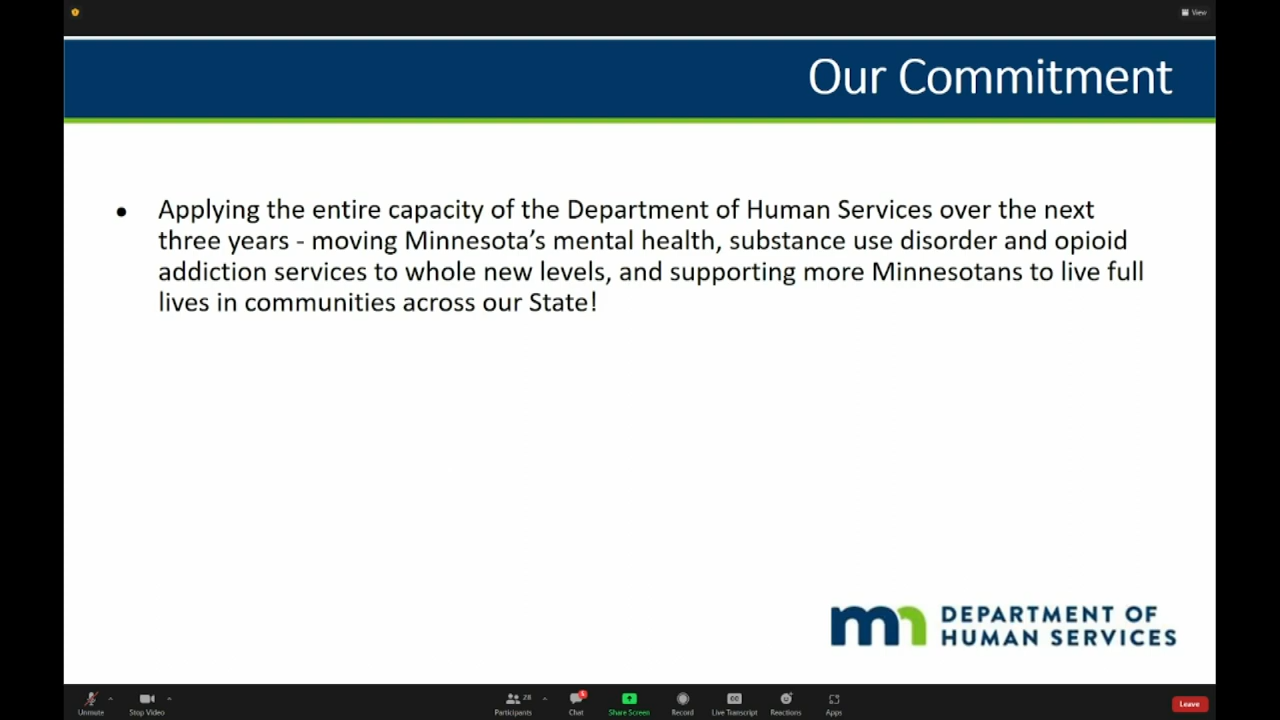 View
Our Commitment
• Applying the entire capacity of the Department of Human Services over the next
three years - moving Minnesota’s mental health, substance use disorder and opioid
addiction services to whole new levels, and supporting more Minnesotans to live full
lives in communities across our State!
mn DEPARTMENT OF
HUMAN SERVICES
28
CC
Unmute Stop Video Participants Chat Share Screen Record Live Transcript Reactions Apps Leave